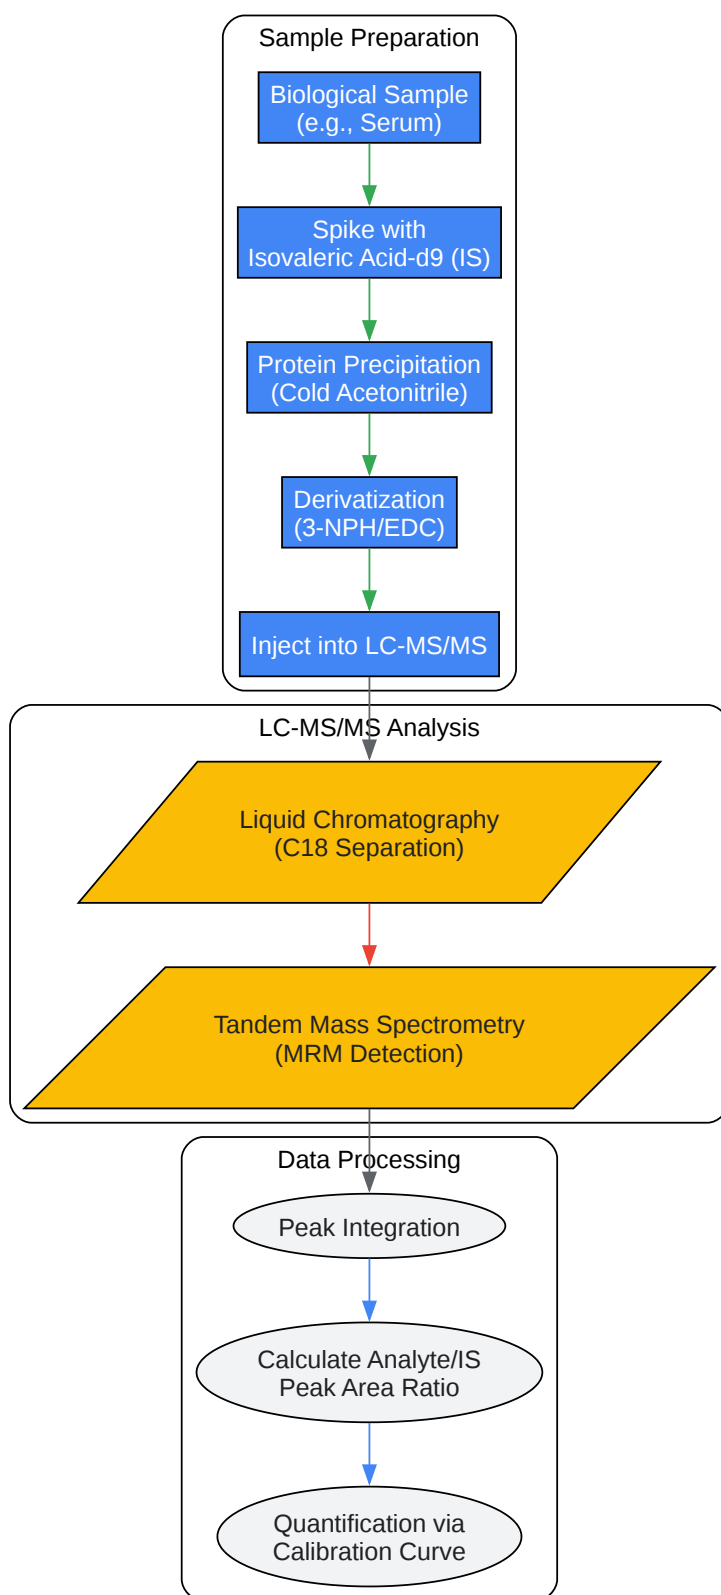 Sample Preparation
Biological Sample
(e.g., Serum)
Spike with
Isovaleric Acid-d9 (IS)
Protein Precipitation
(Cold Acetonitrile)
Derivatization
(3-NPH/EDC)
Inject into LC-MS/MS
LC-MS/MS Analysis
Liquid Chromatography
(C18 Separation)
Tandem Mass Spectrometry
(MRM Detection)
Data Processing
Peak Integration
Calculate Analyte/IS
Peak Area Ratio
Quantification via
Calibration Curve